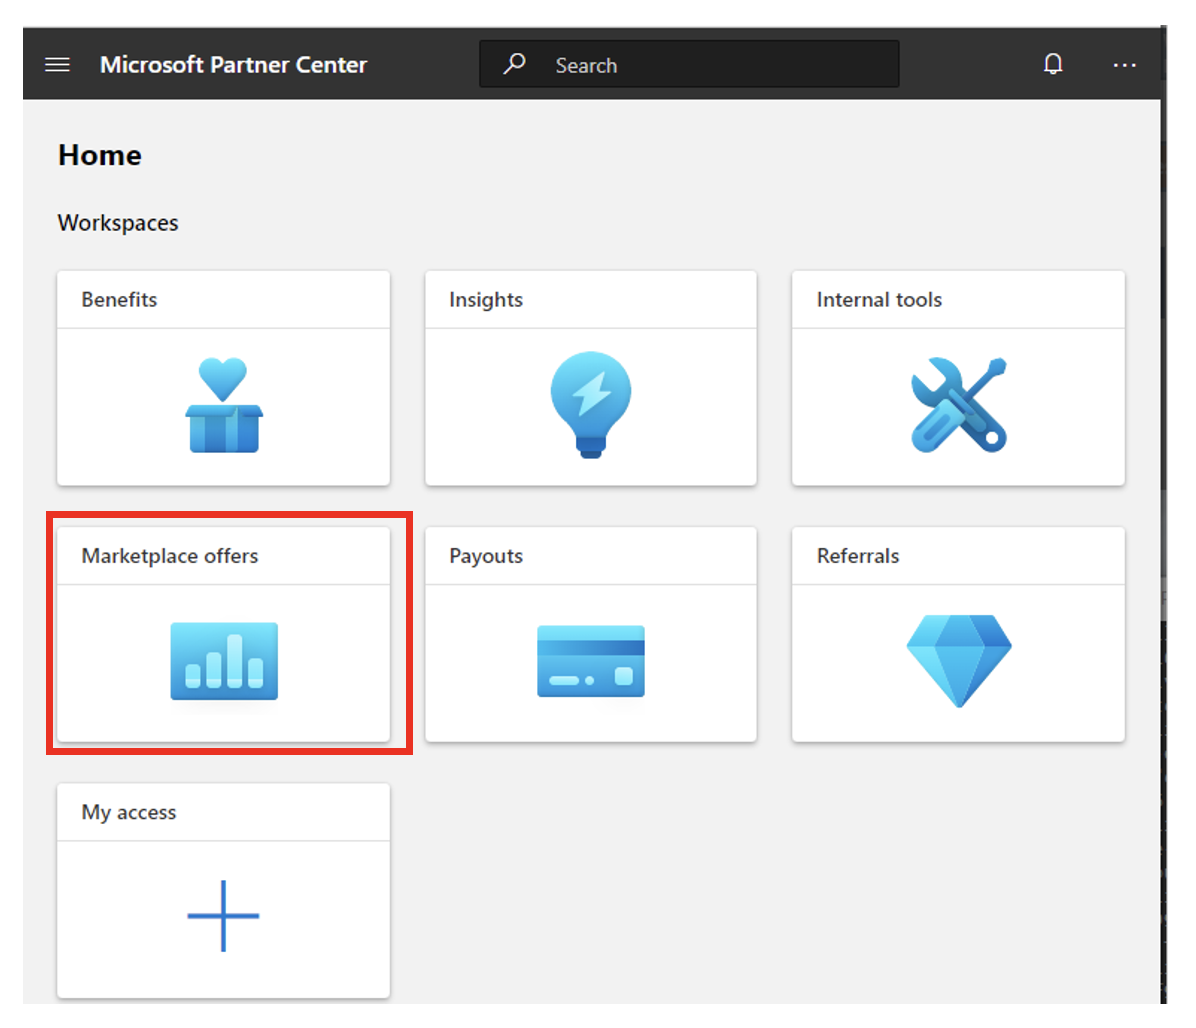 Microsoft Partner Center
Search
Home
Workspaces
Benefits
Insights
Internal tools
Marketplace offers
Payouts
Referrals
My access